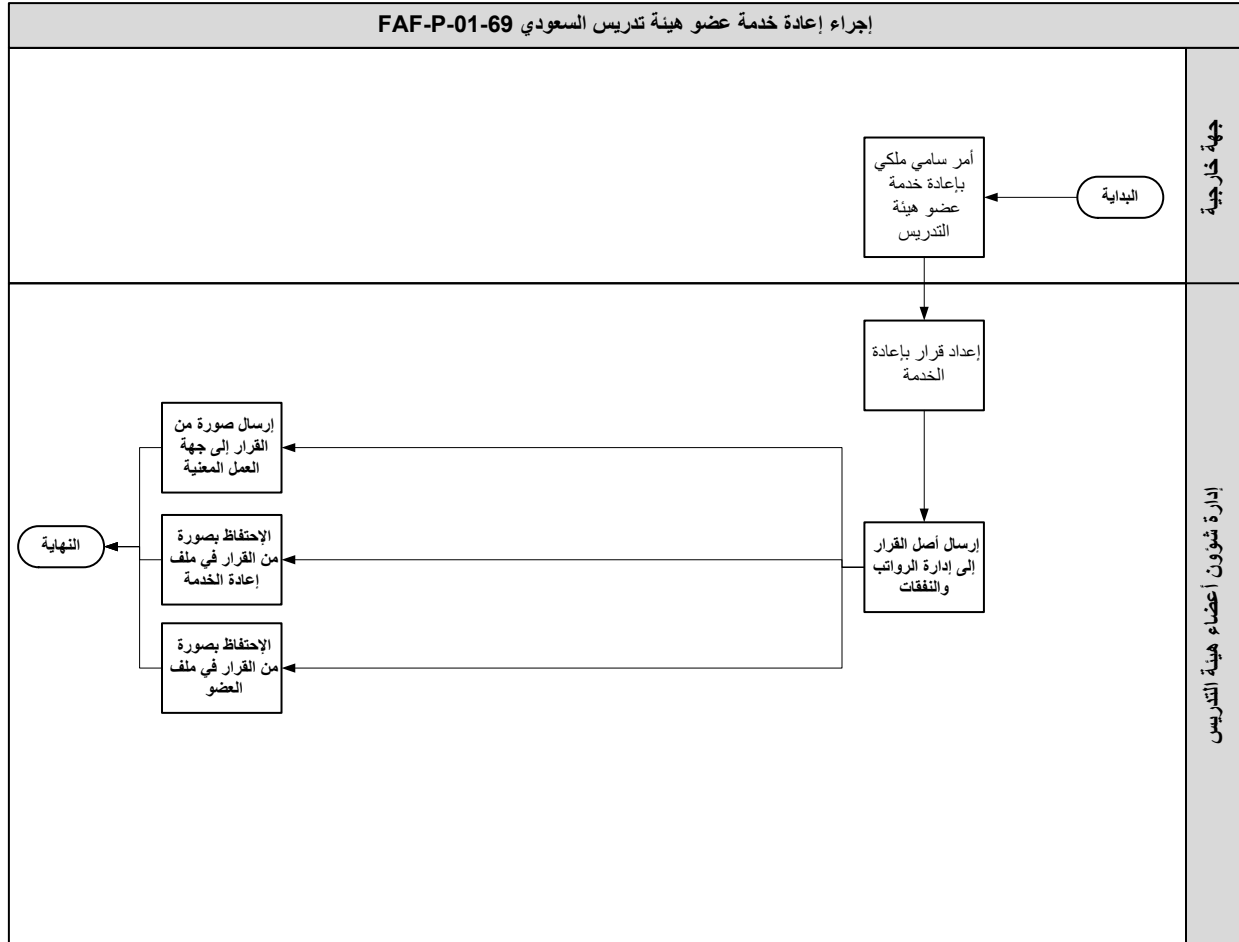 إجراء إعادة خدمة عضو هيئة تدريس السعودي FAF-P-01-69
جهة خارجية
البداية
أمر سامي ملكي
بإعادة خدمة
عضو هيئة
التدريس
إدارة شؤون أعضاء هيئة التدريس
إعداد قرار بإعادة
الخدمة
إرسال أصل القرار
إلى إدارة الرواتب
والنفقات
إرسال صورة من
القرار إلى جهة
العمل المعنية
الإحتفاظ بصورة
من القرار في ملف
إعادة الخدمة
الإحتفاظ بصورة
من القرار في ملف
العضو
النهاية